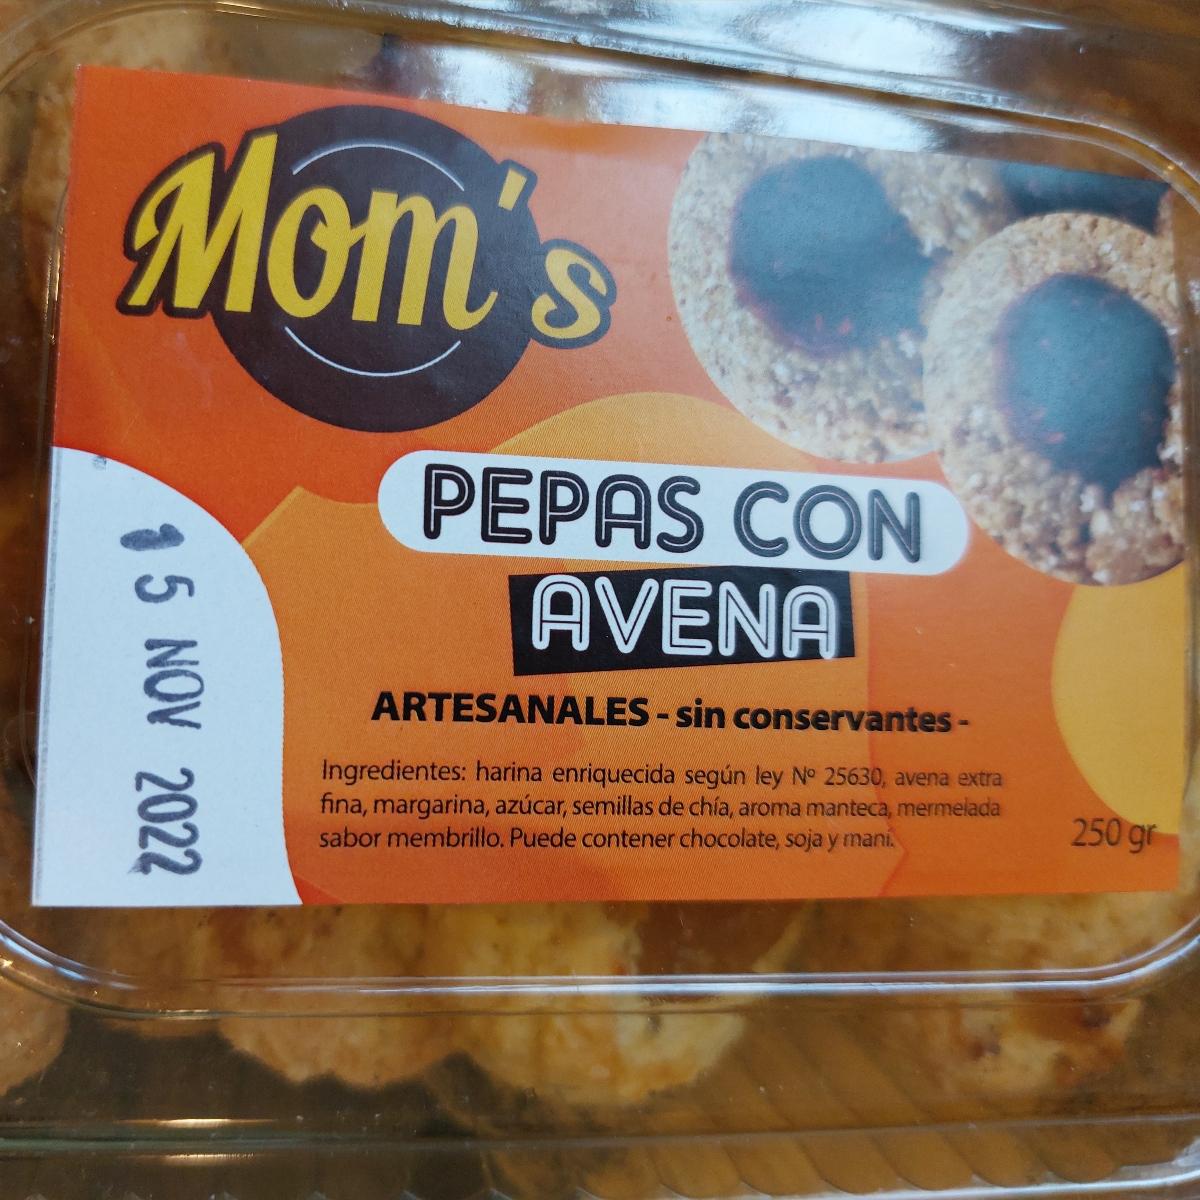 Mom's
PEPAS CON
AVENA
ARTESANALES - sin conservantes -
Ingredientes: harina enriquecida según ley Nº 25630, avena extra
fina, margarina, azúcar, semillas de chía, aroma manteca, mermelada
sabor membrillo. Puede contener chocolate, soja y mani.
250 gr
15 NOV 2022